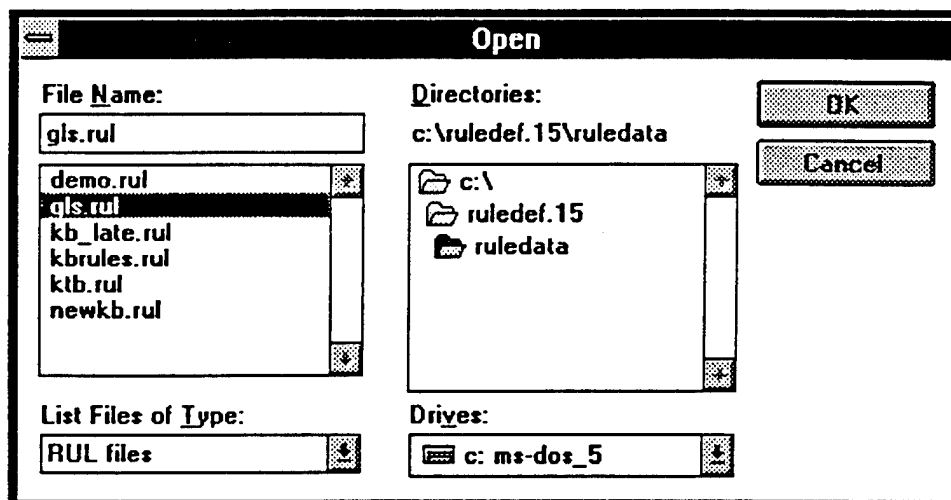 Open
File Name:
gls.rul
demo.rul
gls.rul
kb_late.rul
kbrules.rul
ktb.rul
newkb.rul
List Files of Type:
RUL files
Directories:
c:\ruledef.15\ruledata
c:\
ruledef.15
ruledata
Drives:
c: ms-dos_5
OK
Cancel